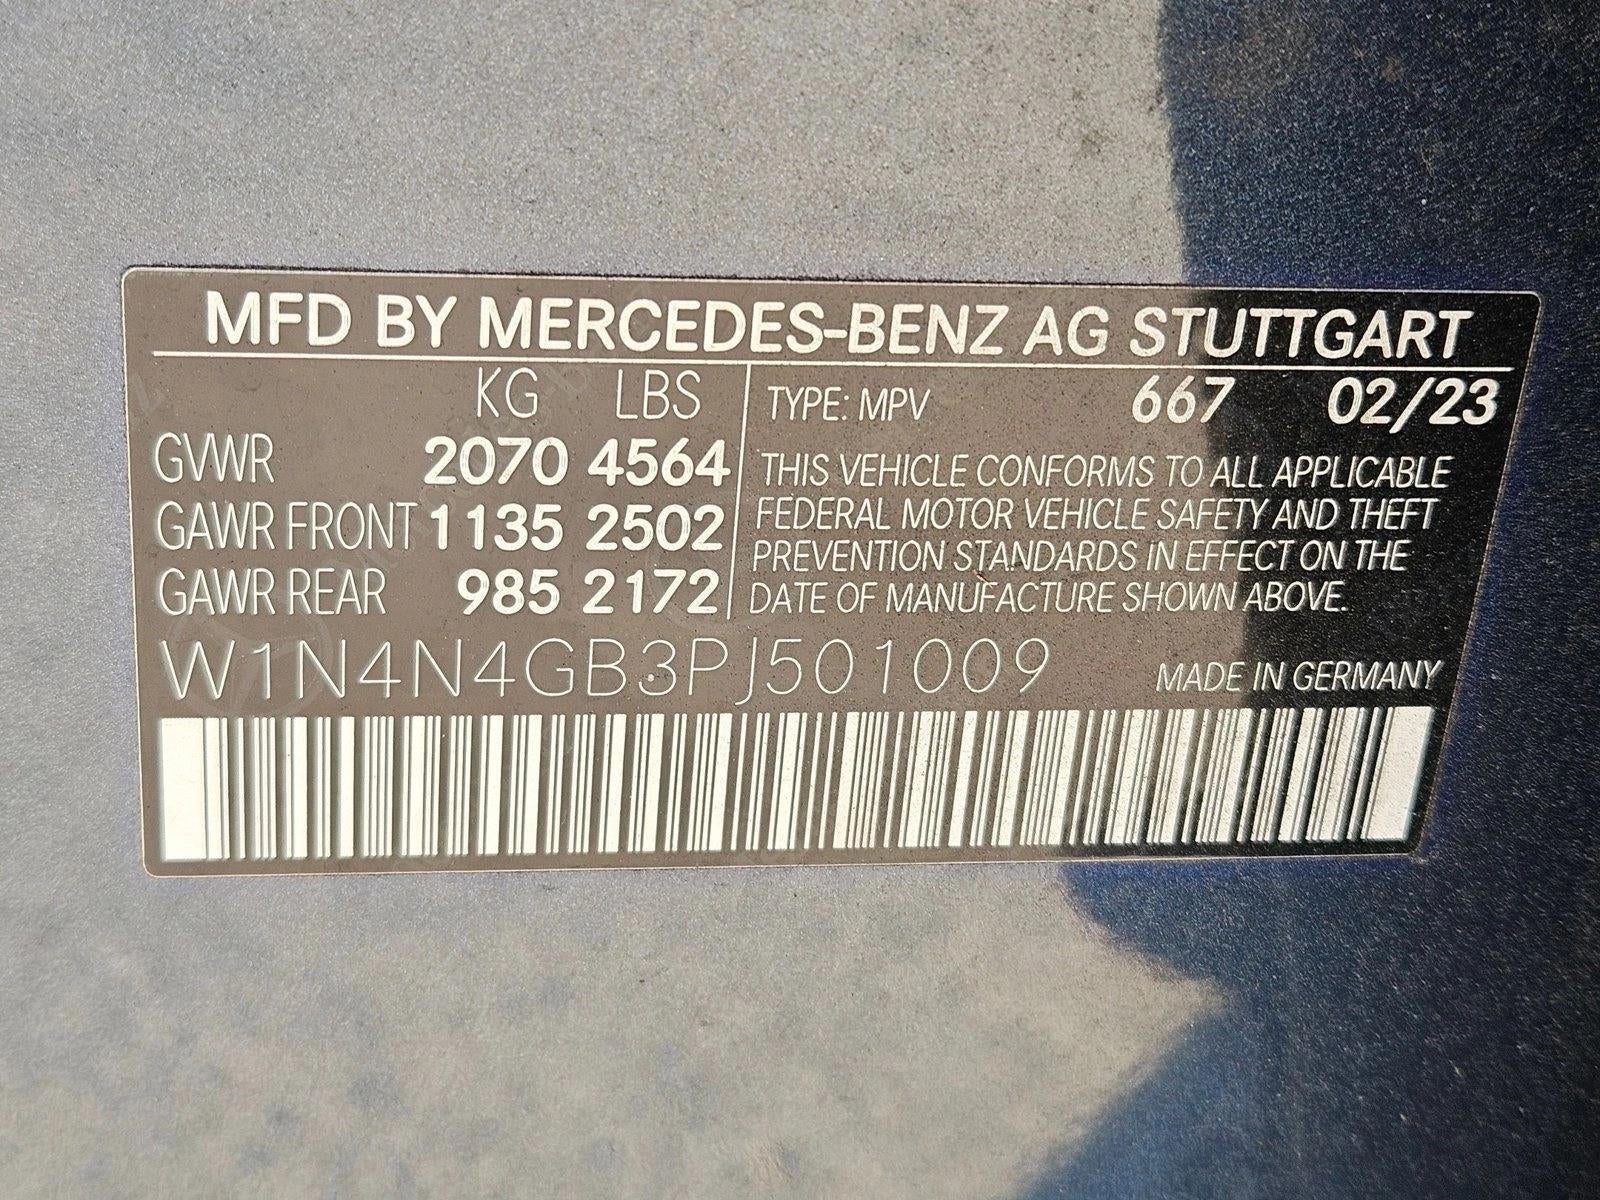 MFD BY MERCEDES-BENZ AG STUTTGART
KG LBS
GVWR 2070 4564
GAWR FRONT 1135 2502
GAWR REAR 985 2172
TYPE: MPV 667 02/23
THIS VEHICLE CONFORMS TO ALL APPLICABLE
FEDERAL MOTOR VEHICLE SAFETY AND THEFT
PREVENTION STANDARDS IN EFFECT ON THE
DATE OF MANUFACTURE SHOWN ABOVE.
W1N4N4GB3PJ501009 MADE IN GERMANY